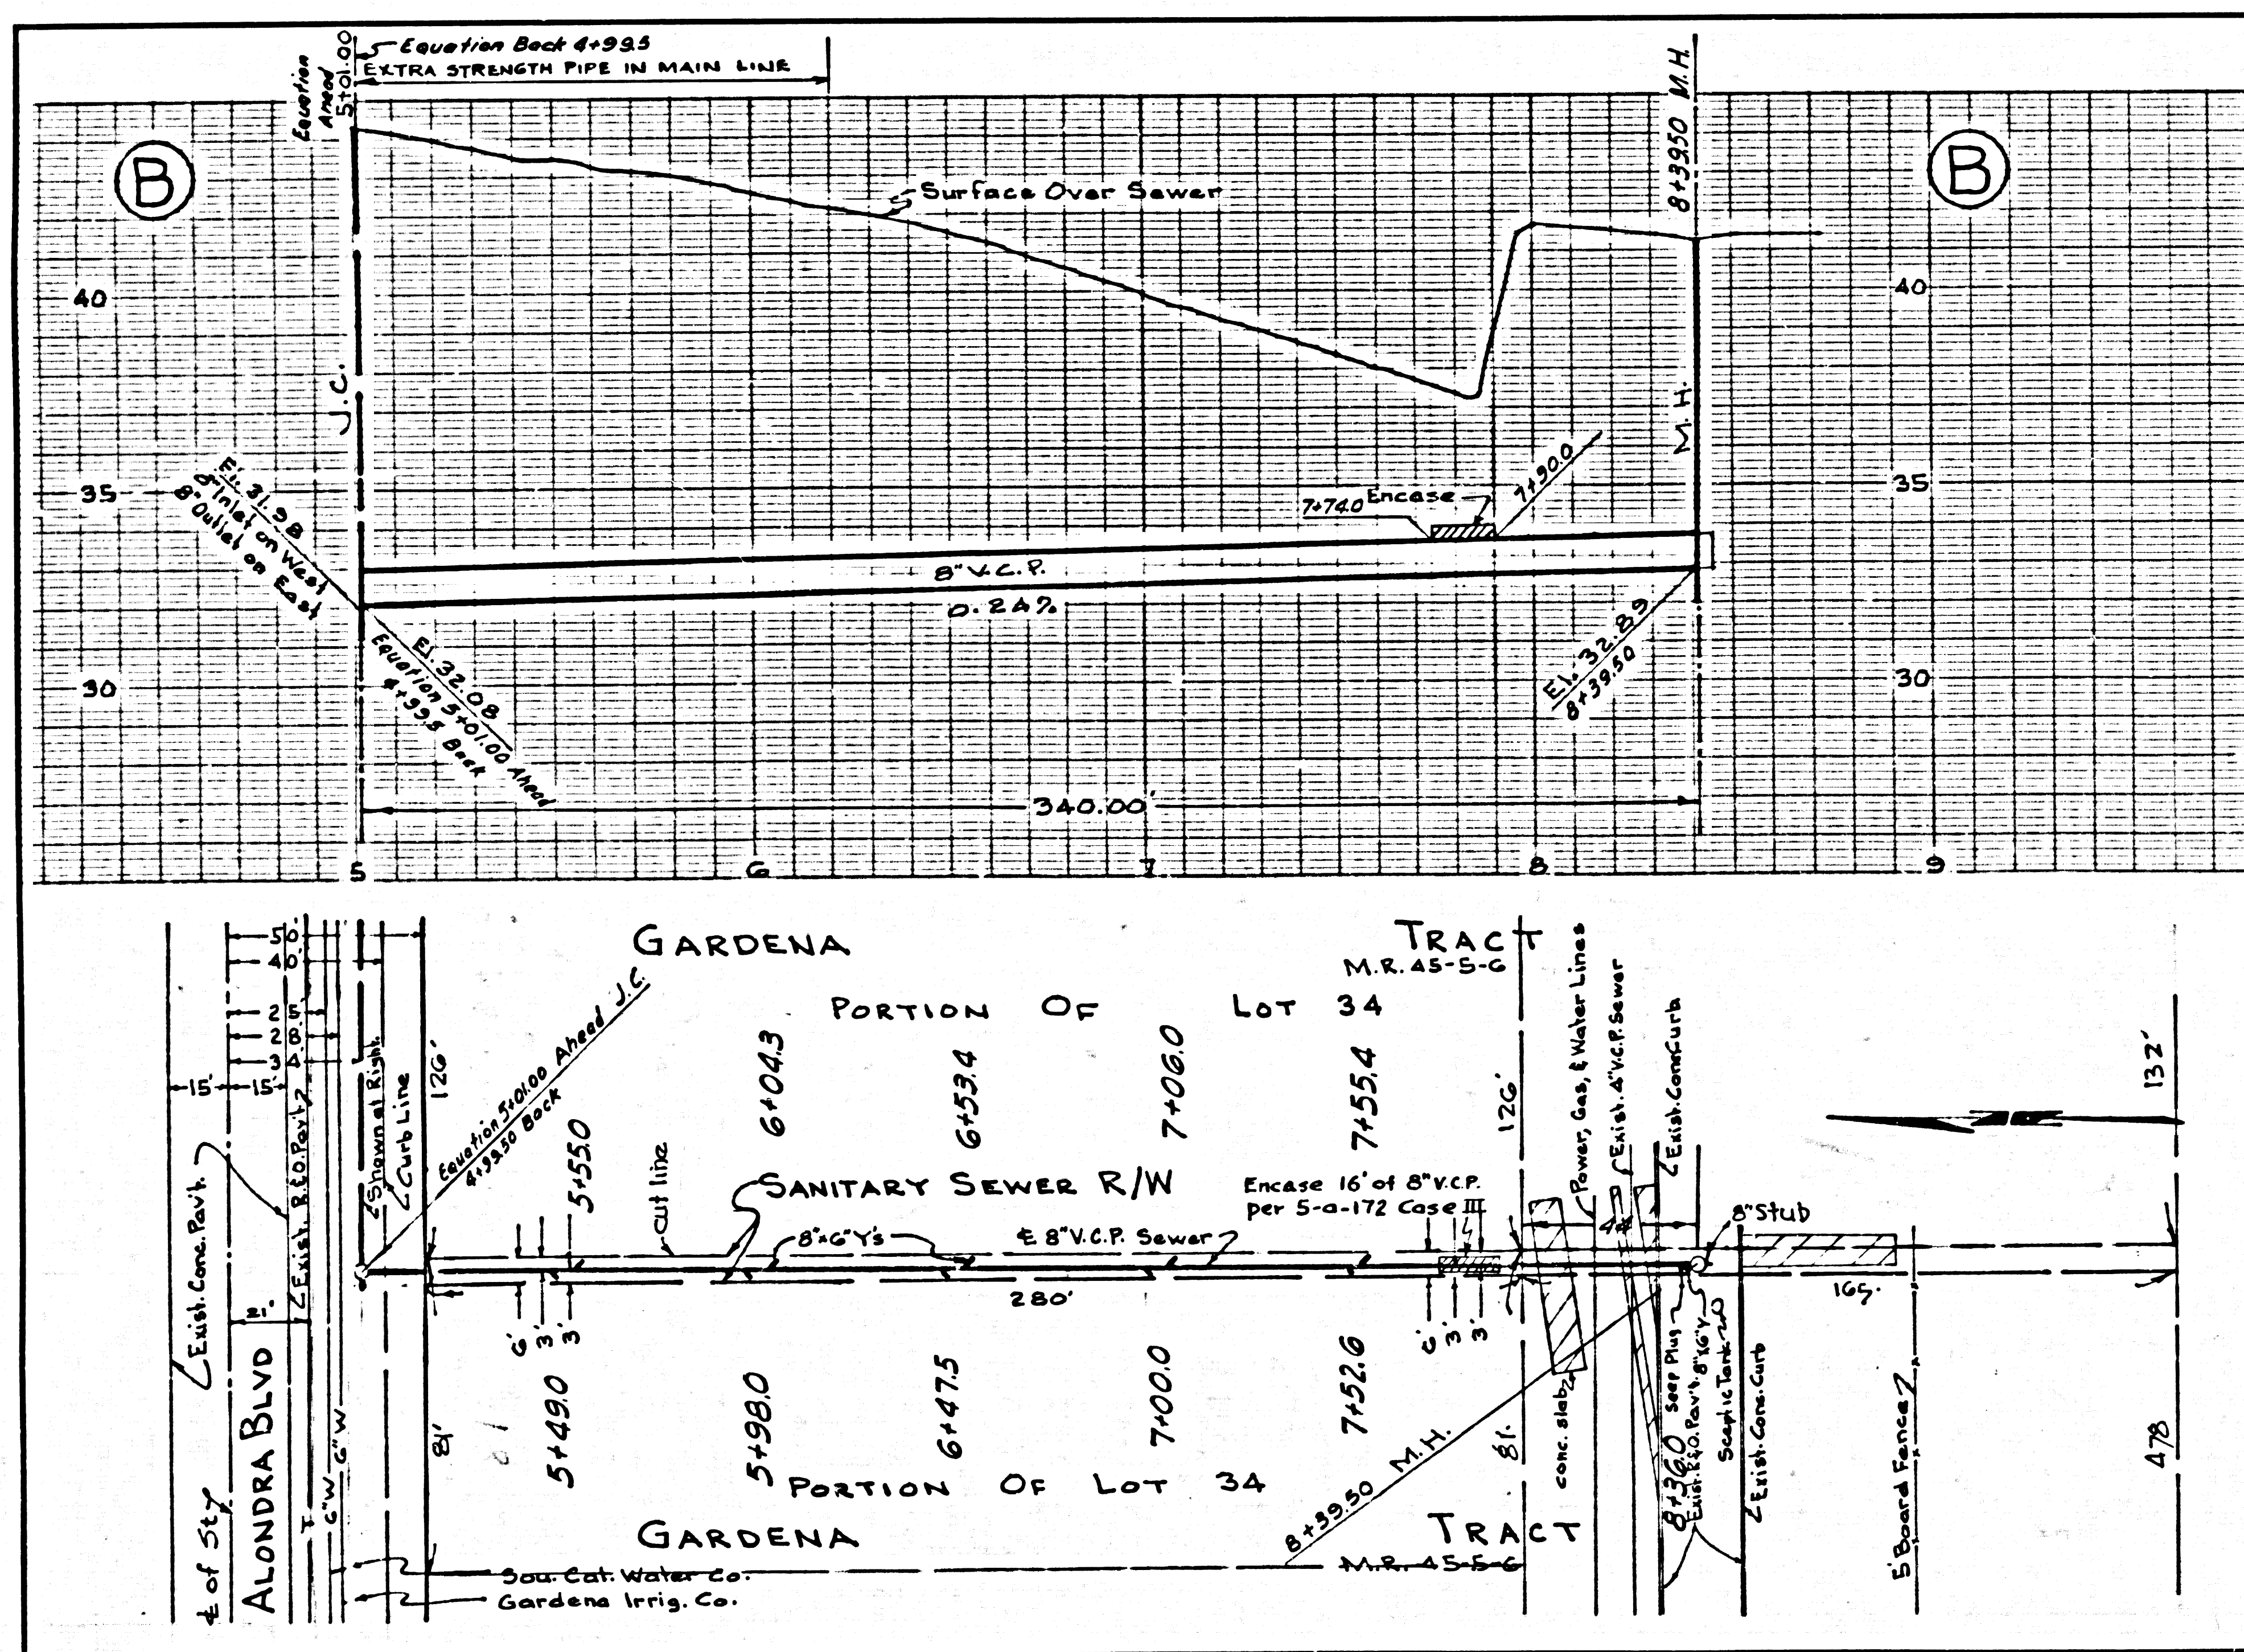 Equation Back 4+99.5
EXTRA STRENGTH PIPE IN MAIN LINE
Equation
Ahead
5+01.00
8+39.50 M.H.
B
B
Surface Over Sewer
40
40
J.C.
M.H.
35
35
El. 31.98
8" Inlet on West
8" Outlet on East
7+74.0
Encase
7+90.0
8" V.C.P.
0.24%
El. 32.08
Equation 5+01.00 Ahead
4+99.5 Back
El. 32.89
8+39.50
30
30
340.00'
5
6
7
8
9
GARDENA
TRACT
M.R. 45-5-6
PORTION OF LOT 34
50'
40'
15'
15'
Shown at Right
Curb Line
126'
Equation 5+01.00 Ahead J.C.
4+99.50 Back
5+55.0
6+04.3
6+53.4
7+06.0
7+55.4
126'
Power, Gas, & Water Lines
Exist. 4" V.C.P. Sewer
Exist. Conc. Curb
132'
cut line
SANITARY SEWER R/W
Encase 16' of 8" V.C.P.
per 5-a-172 Case III
44'
8" Stub
8"x6" Y's
℄ 8" V.C.P. Sewer
280'
165'
Exist. Conc. Pav't.
Exist. R.&O. Pav't.
21'
6'
3'
3'
6'
3'
3'
81'
5+49.0
5+98.0
6+47.5
7+00.0
7+52.6
81'
conc. slab
8+36.0
Exist. R.&O. Pav't.
8"x6" Y
Sceptic Tank
Exist. Conc. Curb
5' Board Fence
478
M.H.
8+39.50
PORTION OF LOT 34
GARDENA
TRACT
M.R. 45-5-6
℄ of St.
ALONDRA BLVD
T
6" W
6" W
Sou. Cal. Water Co.
Gardena Irrig. Co.